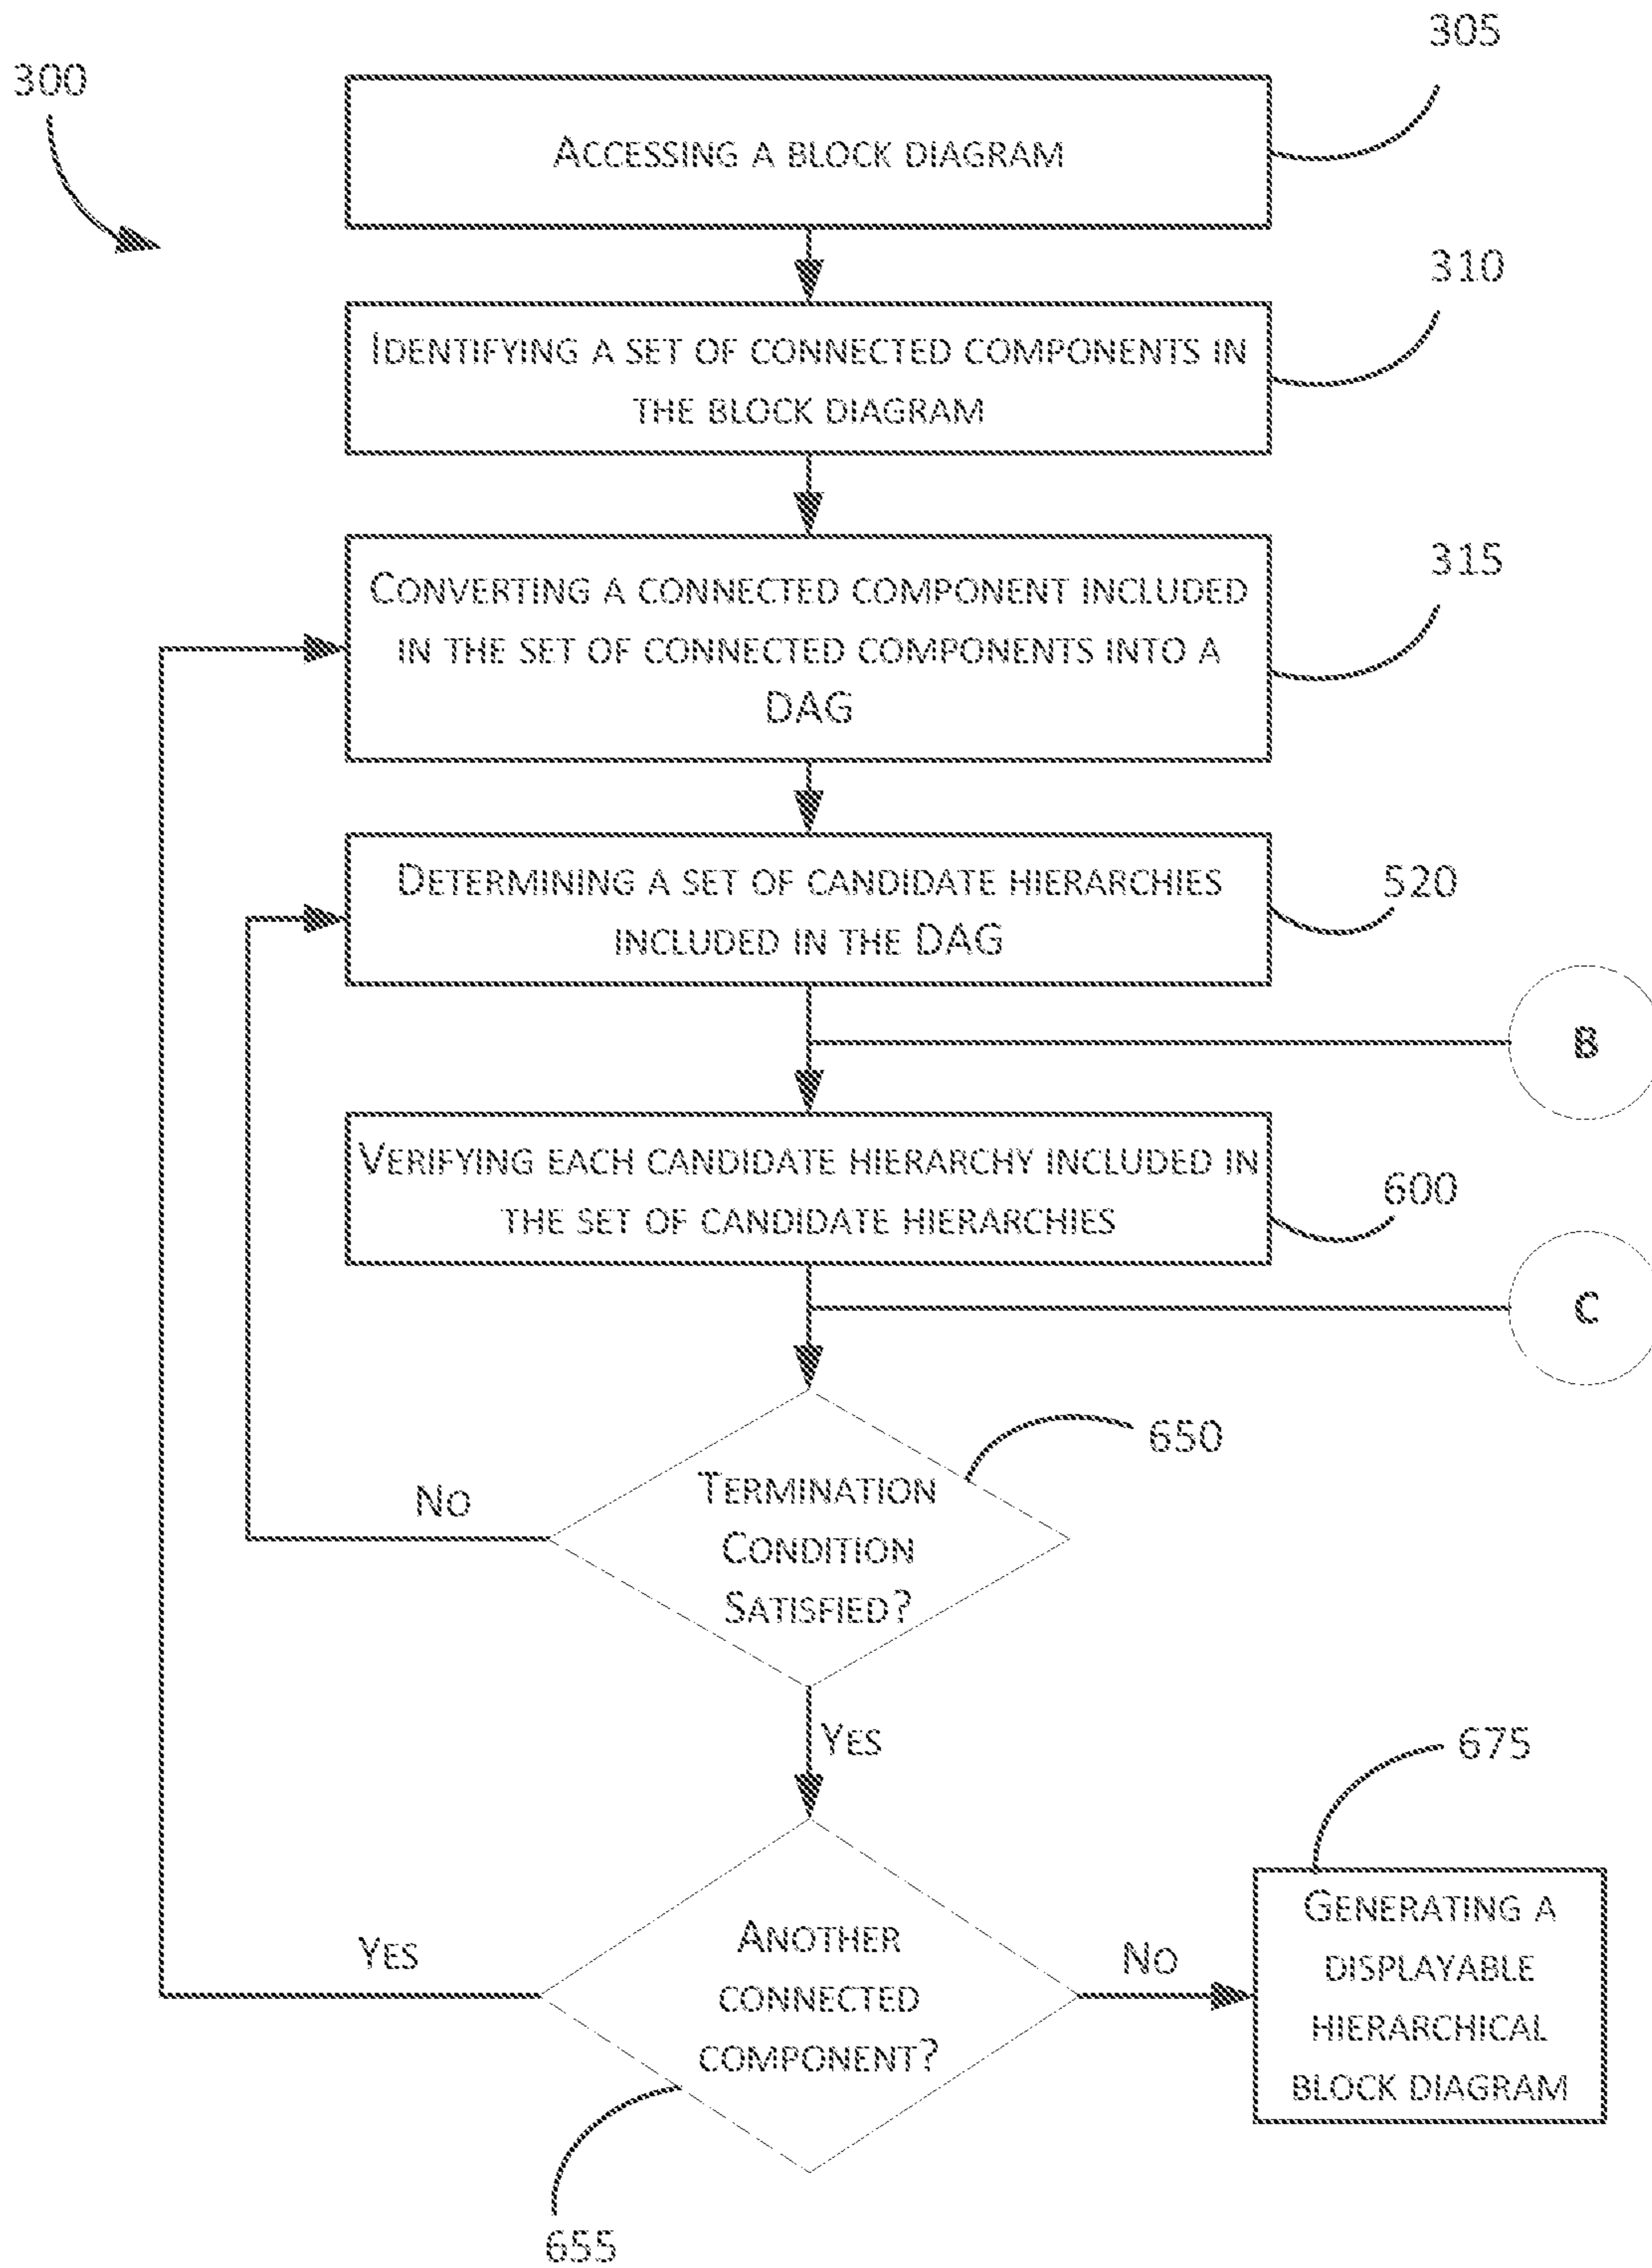 305
300
ACCESSING A BLOCK DIAGRAM
310
IDENTIFYING A SET OF CONNECTED COMPONENTS IN
THE BLOCK DIAGRAM
315
CONVERTING A CONNECTED COMPONENT INCLUDED
IN THE SET OF CONNECTED COMPONENTS INTO A
DAG
DETERMINING A SET OF CANDIDATE HIERARCHIES
INCLUDED IN THE DAG
520
B
VERIFYING EACH CANDIDATE HIERARCHY INCLUDED IN
THE SET OF CANDIDATE HIERARCHIES
600
C
650
TERMINATION
CONDITION
SATISFIED?
NO
YES
675
ANOTHER
CONNECTED
COMPONENT?
YES
NO
GENERATING A
DISPLAYABLE
HIERARCHICAL
BLOCK DIAGRAM
655